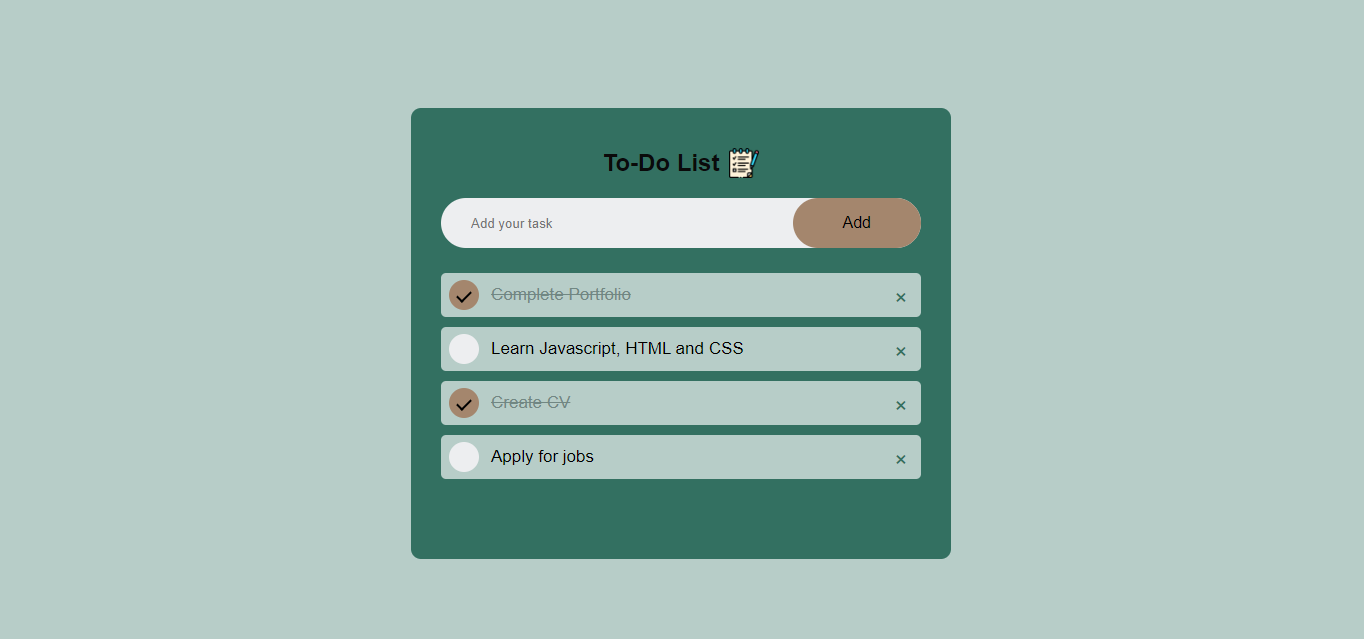 To-Do List
Add your task
Add
Complete Portfolio
×
Learn Javascript, HTML and CSS
×
Create CV
×
Apply for jobs
×